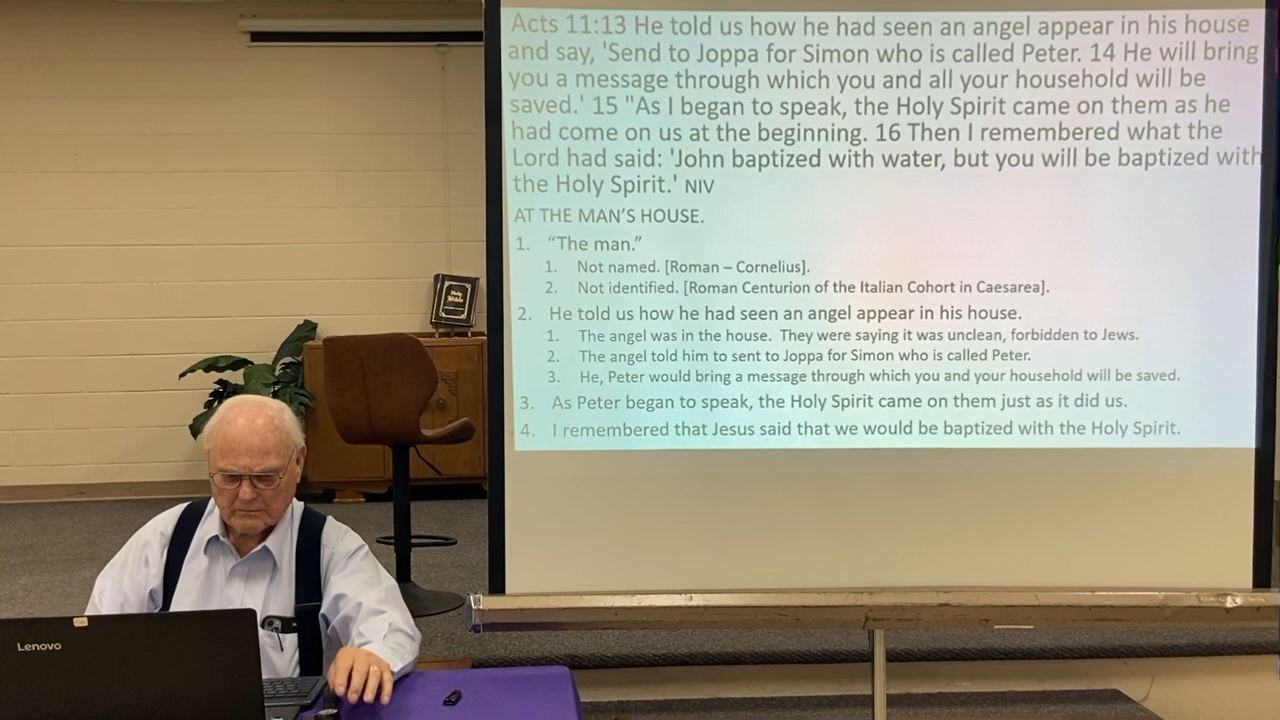 Acts 11:13 He told us how he had seen an angel appear in his house
and say, 'Send to Joppa for Simon who is called Peter. 14 He will bring
you a message through which you and all your household will be
saved.' 15 "As I began to speak, the Holy Spirit came on them as he
had come on us at the beginning. 16 Then I remembered what the
Lord had said: 'John baptized with water, but you will be baptized with
the Holy Spirit.' NIV
AT THE MAN'S HOUSE.
1. "The man."
1. Not named. [Roman – Cornelius].
2. Not identified. [Roman Centurion of the Italian Cohort in Caesarea].
2. He told us how he had seen an angel appear in his house.
1. The angel was in the house. They were saying it was unclean, forbidden to Jews.
2. The angel told him to sent to Joppa for Simon who is called Peter.
3. He, Peter would bring a message through which you and your household will be saved.
3. As Peter began to speak, the Holy Spirit came on them just as it did us.
4. I remembered that Jesus said that we would be baptized with the Holy Spirit.
Holy
Bible
Lenovo